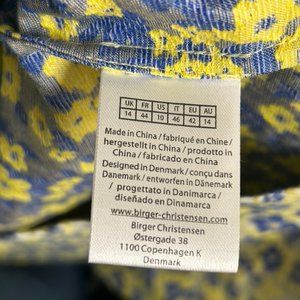 UK FR US IT EU AU
14 44 10 46 42 14
Made in China / fabriqué en Chine /
hergestellt in China / prodotto in
China / fabricado en China
Designed in Denmark / conçu dans
Danemark / entworfen in Dänemark
/ progettato in Danimarca /
diseñado en Dinamarca
www.birger-christensen.com
Birger Christensen
Østergade 38
1100 Copenhagen K
Denmark